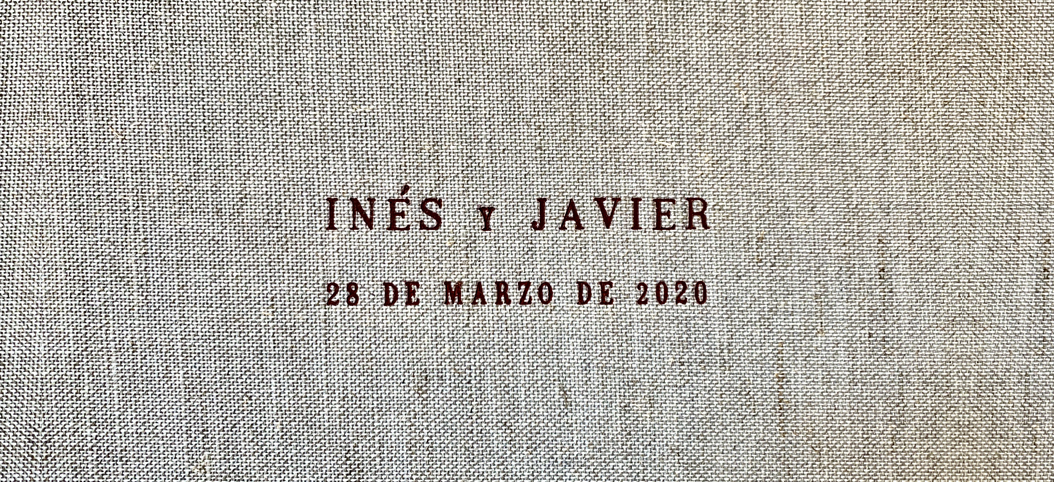 INÉS Y JAVIER
28 DE MARZO DE 2020